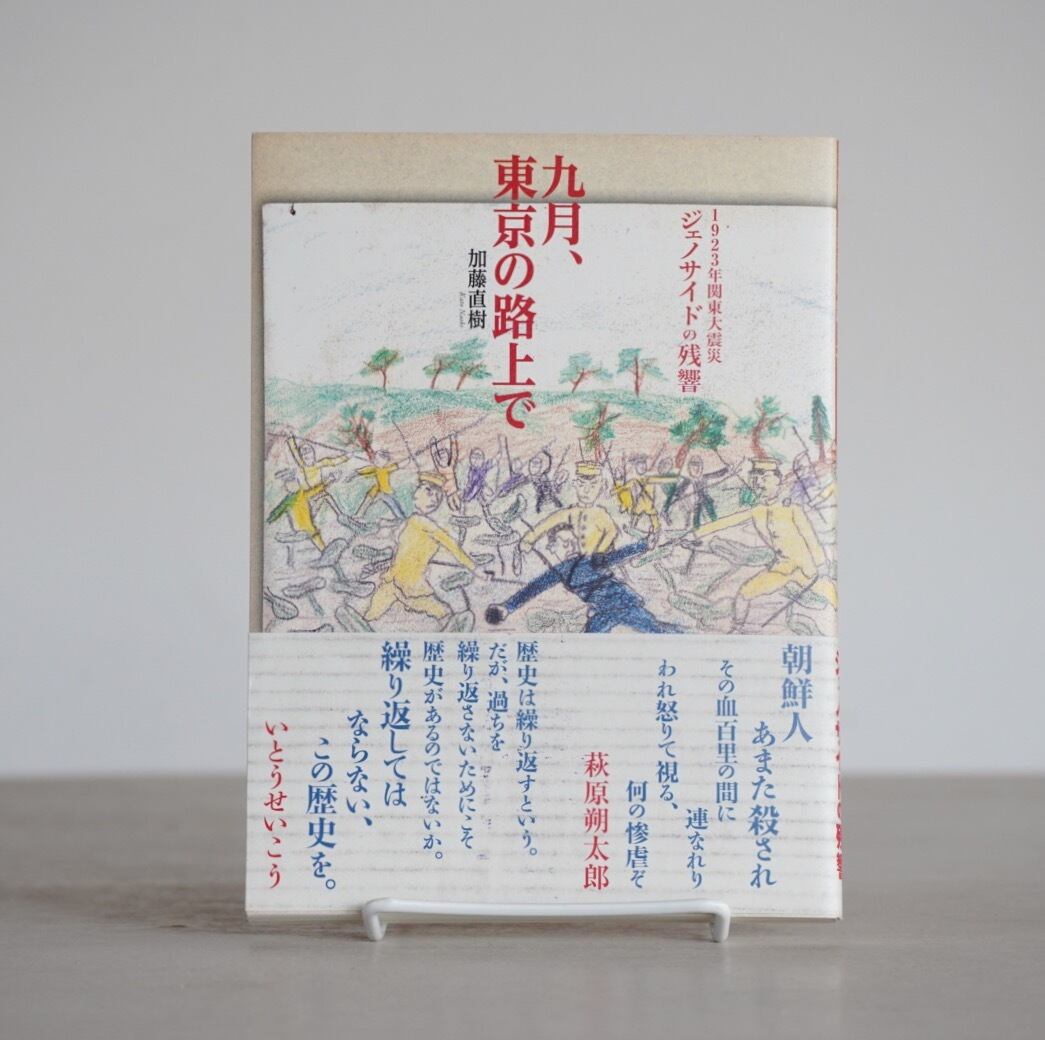 九月、
東京の路上で
加藤直樹
1923年関東大震災
ジェノサイドの残響
朝鮮人
あまた殺され
その血百里の間に
連なれり
われ怒りて視る、
何の惨虐ぞ
萩原朔太郎
歴史は繰り返すという。
だが、過ちを
繰り返さないためにこそ
歴史があるのではないか。
繰り返しては
ならない、
この歴史を。
いとうせいこう